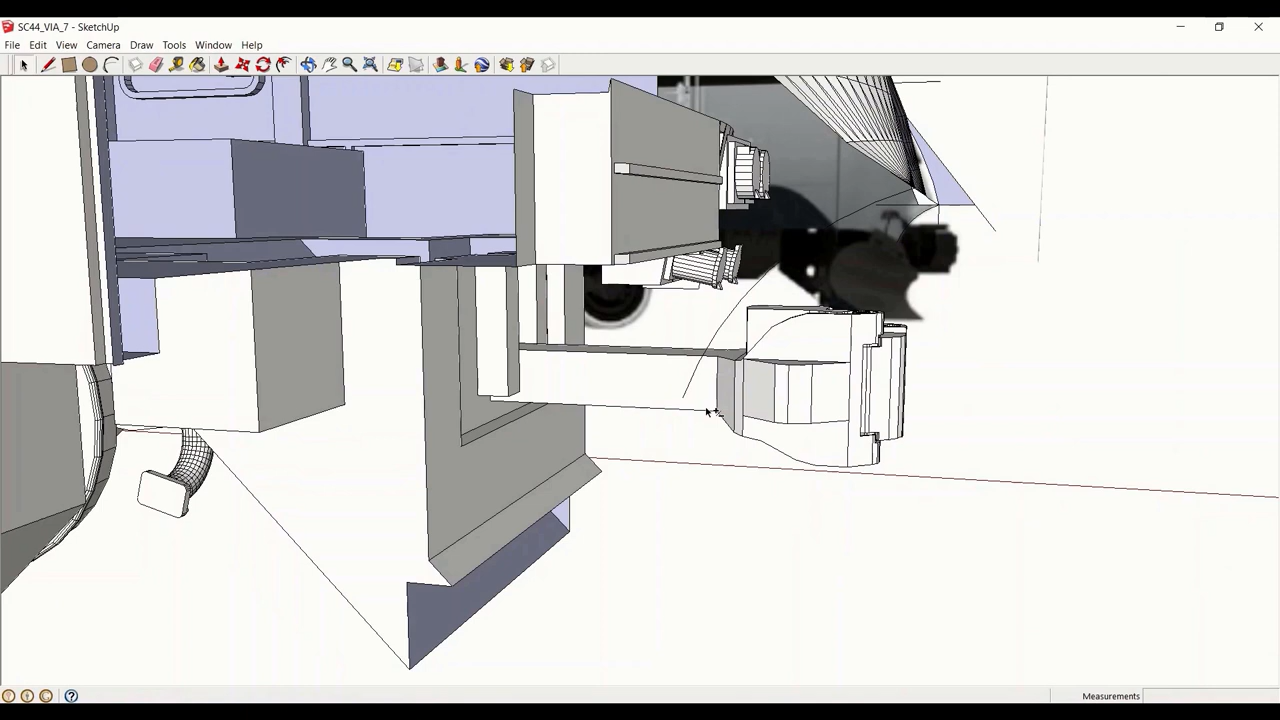 SC44_VIA_7 - SketchUp
File Edit View Camera Draw Tools Window Help
Measurements